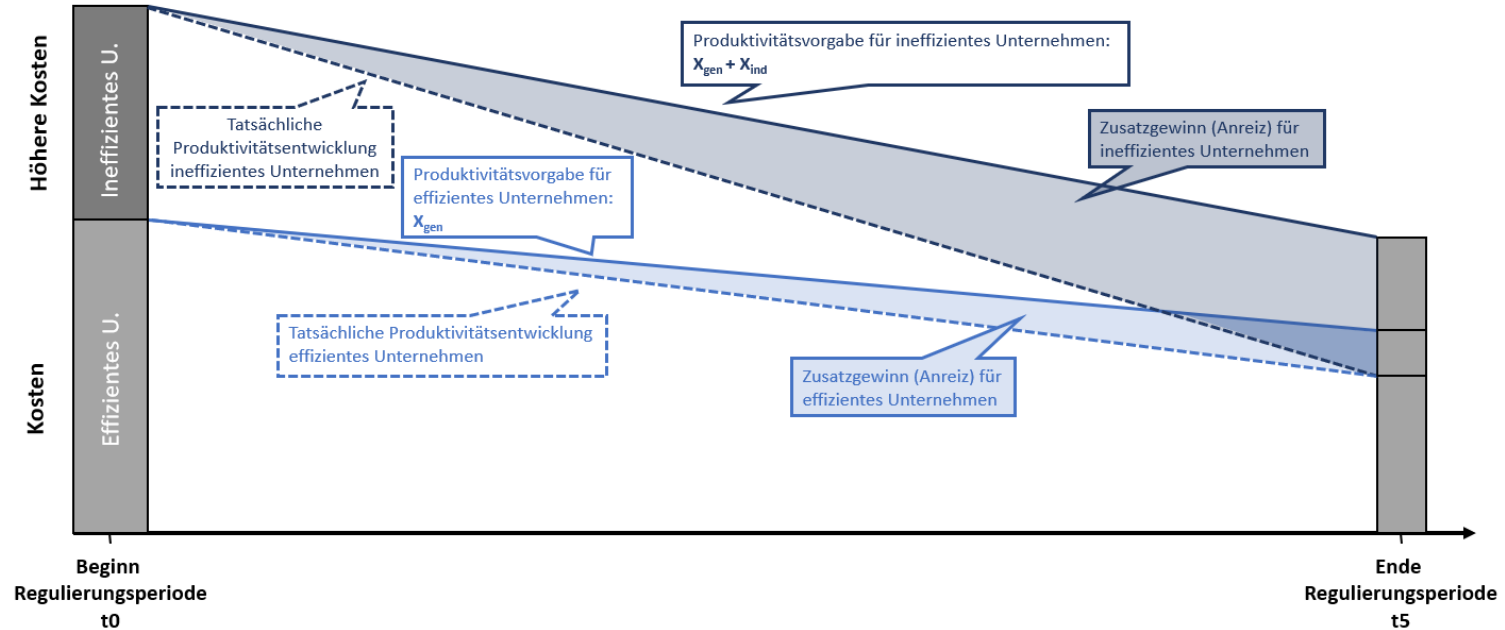 Höhere Kosten
Ineffizientes U.
Produktivitätsvorgabe für ineffizientes Unternehmen:
Xgen + Xind
Tatsächliche
Produktivitätsentwicklung
ineffizientes Unternehmen
Zusatzgewinn (Anreiz) für
ineffizientes Unternehmen
Produktivitätsvorgabe für
effizientes Unternehmen:
Xgen
Kosten
Effizientes U.
Tatsächliche Produktivitätsentwicklung
effizientes Unternehmen
Zusatzgewinn (Anreiz) für
effizientes Unternehmen
Beginn
Regulierungsperiode
t0
Ende
Regulierungsperiode
t5